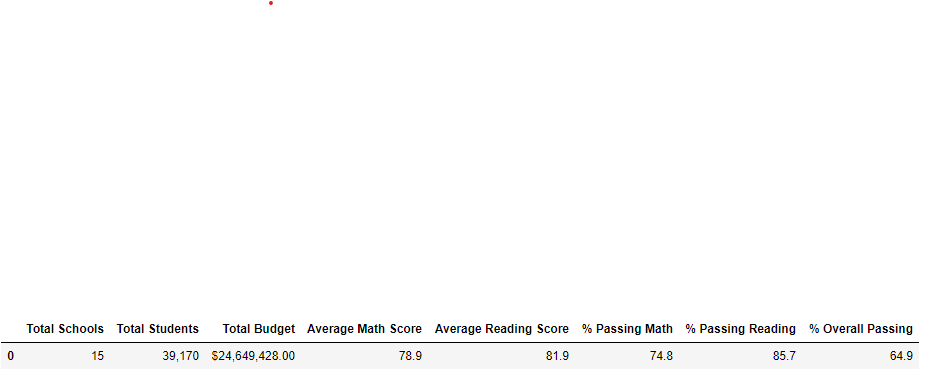 Total Schools Total Students Total Budget Average Math Score Average Reading Score % Passing Math % Passing Reading % Overall Passing
0 15 39,170 $24,649,428.00 78.9 81.9 74.8 85.7 64.9